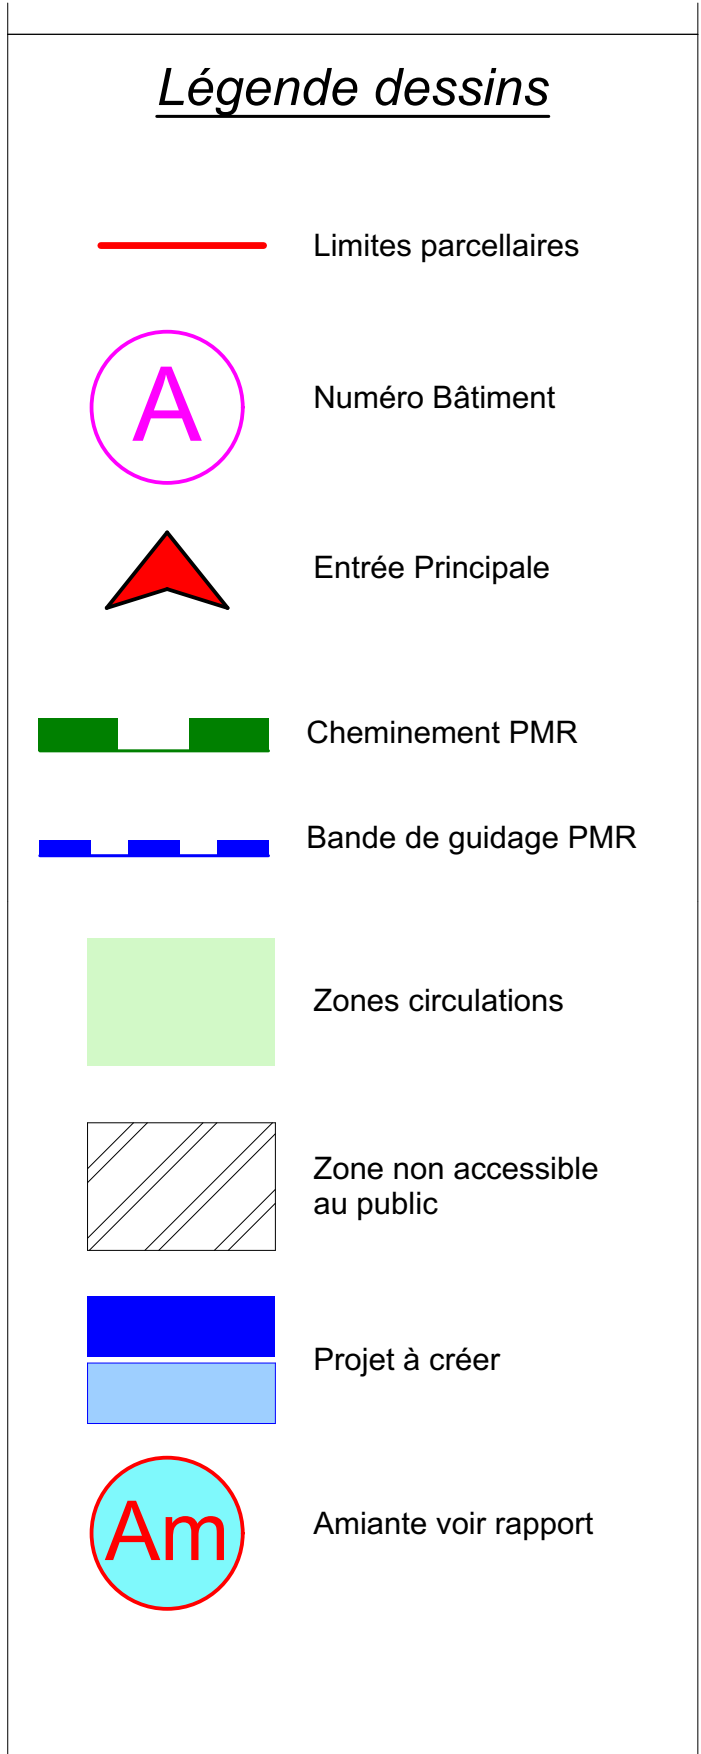 Légende dessins
Limites parcellaires
A
Numéro Bâtiment
Entrée Principale
Cheminement PMR
Bande de guidage PMR
Zones circulations
Zone non accessible
au public
Projet à créer
Am
Amiante voir rapport